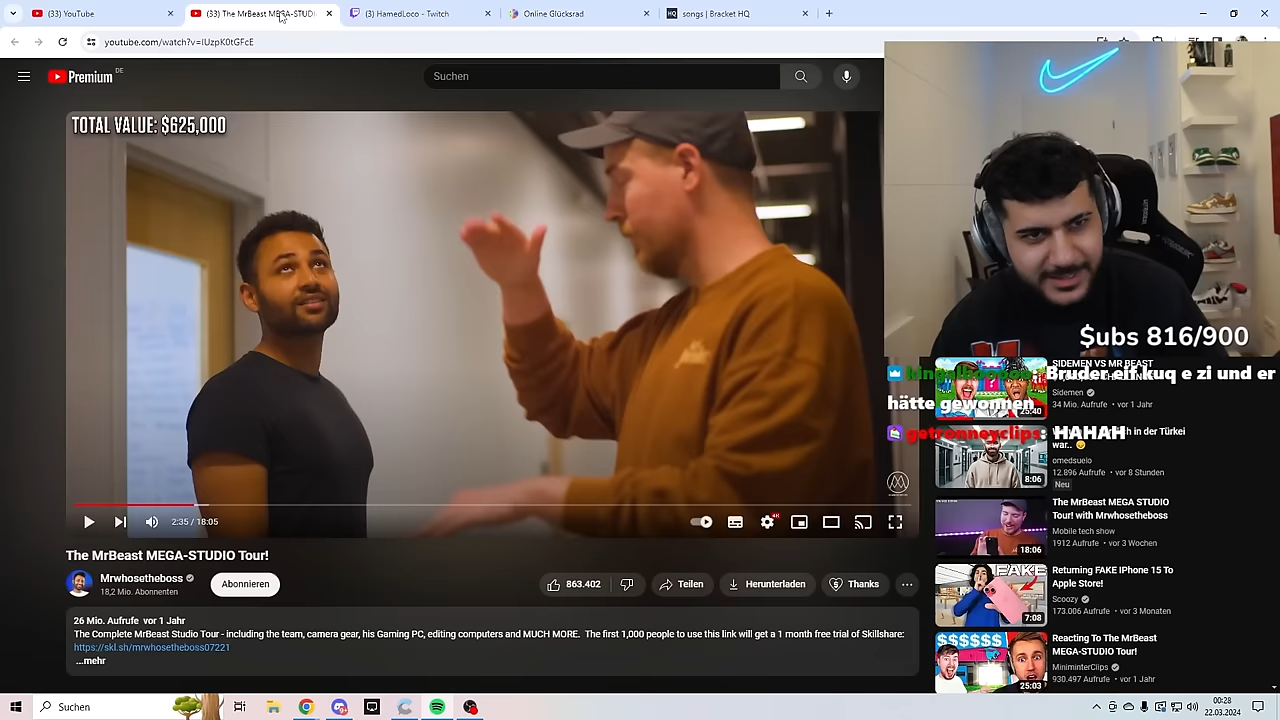 (33) YouTube
(33) The MrBeast MEGA-STUDI
(3) HamedLoco - Twitch
Online Glücksrad
HQ songs | Bracket HQ
youtube.com/watch?v=IUzpK0tGFcE
Premium DE
Suchen
TOTAL VALUE: $625,000
$ubs 816/900
Bruder eif kuq e zi und er
hätte gewonnen
getronneyclips: HAHAH
2:35 / 18:05
The MrBeast MEGA-STUDIO Tour!
Mrwhosetheboss
18,2 Mio. Abonnenten
Abonnieren
863.402
Teilen
Herunterladen
Thanks
26 Mio. Aufrufe vor 1 Jahr
The Complete MrBeast Studio Tour - including the team, camera gear, his Gaming PC, editing computers and MUCH MORE. The first 1,000 people to use this link will get a 1 month free trial of Skillshare:
https://skl.sh/mrwhosetheboss07221
...mehr
SIDEMEN VS MR BEAST
Sidemen
34 Mio. Aufrufe • vor 1 Jahr
25:40
in der Türkei
war..
omedsuelo
12.896 Aufrufe • vor 8 Stunden
Neu
8:06
The MrBeast MEGA STUDIO
Tour! with Mrwhosetheboss
Mobile tech show
1912 Aufrufe • vor 3 Wochen
18:06
FAKE
Returning FAKE IPhone 15 To
Apple Store!
Scoozy
173.006 Aufrufe • vor 3 Monaten
7:08
$$$$$$
Reacting To The MrBeast
MEGA-STUDIO Tour!
MiniminterClips
930.497 Aufrufe • vor 1 Jahr
25:03
Suchen
00:28
22.03.2024